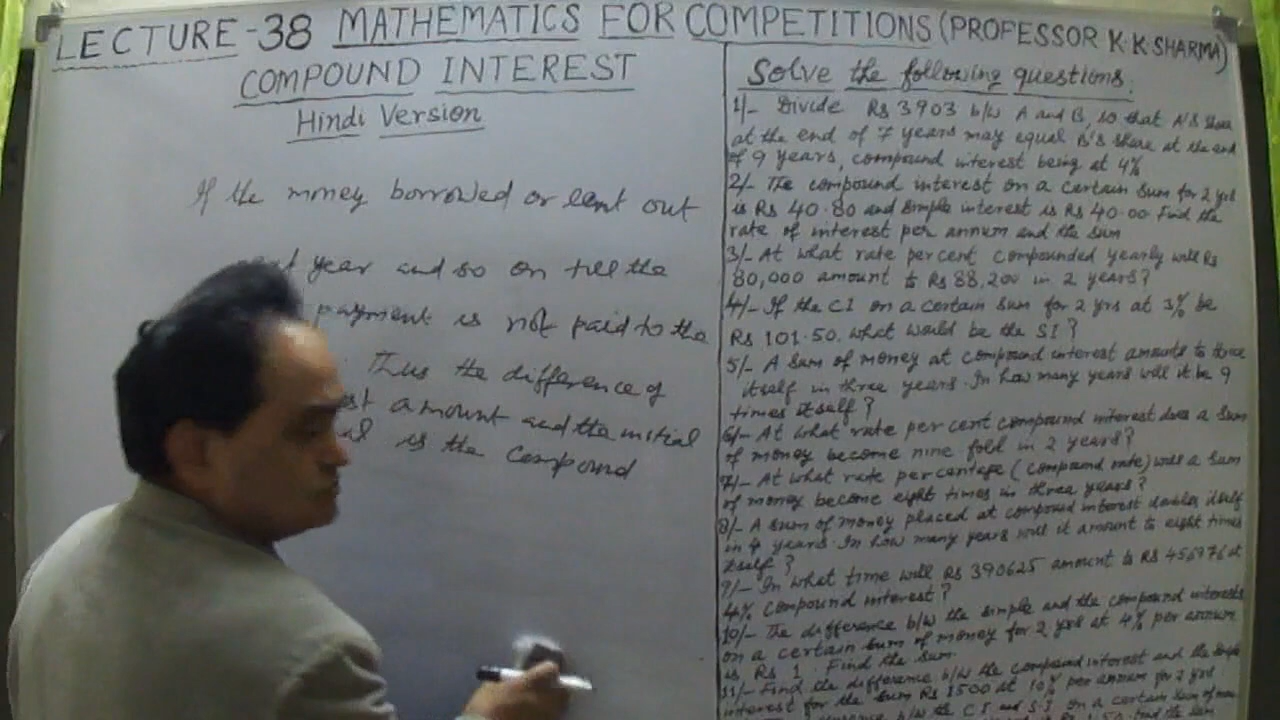 LECTURE-38 MATHEMATICS FOR COMPETITIONS (PROFESSOR K.K SHARMA)
COMPOUND INTEREST
Hindi Version
If the money borrowed or lent out
year and so on till the
payment is not paid to the
Thus the difference of
amount and the initial
is the Compound
Solve the following questions.
1/- Divide Rs 3903 b/w A and B, so that A's share
at the end of 7 years may equal B's share at the end
of 9 years, compound interest being at 4%
2/- The compound interest on a certain sum for 2 yrs
is Rs 40.80 and simple interest is Rs 40.00 Find the
rate of interest per annum and the sum
3/- At what rate percent compounded yearly will Rs
80,000 amount to Rs 88,200 in 2 years?
4/- If the CI on a certain sum for 2 yrs at 3% be
Rs 101.50. what would be the SI?
5/- A sum of money at compound interest amounts to three
itself in three years. In how many years will it be 9
times itself?
6/- At what rate per cent compound interest does a sum
of money become nine fold in 2 years?
7/- At what rate percentage (compound rate) will a sum
of money become eight times in three years?
8/- A sum of money placed at compound interest doubles itself
in 4 years. In how many years will it amount to eight times
itself?
9/- In what time will Rs 390625 amount to Rs 456976 at
4% compound interest?
10/- The difference b/w the simple and the compound interests
on a certain sum of money for 2 yrs at 4% per annum
is Rs 1. Find the sum.
11/- Find the difference b/w the compound interest and the simple
interest for the sum Rs 1500 at 10% per annum for 2 yrs
b/w the C.I and S.I on a certain sum of
find the sum